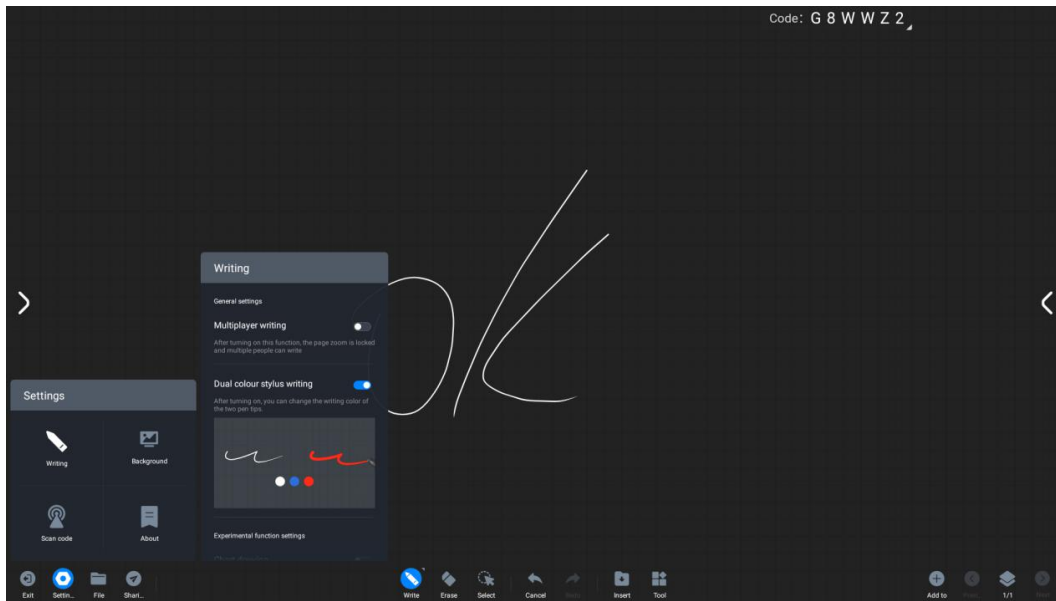 Code: G 8 W W Z 2
OK
Writing
General settings
Multiplayer writing
After turning on this function, the page zoom is locked
and multiple people can write
Dual colour stylus writing
After turning on, you can change the writing color of
the two pen tips.
Experimental function settings
Settings
Writing
Background
Scan code
About
Exit Settin... File Shari... Write Erase Select Cancel Insert Tool Add to 1/1